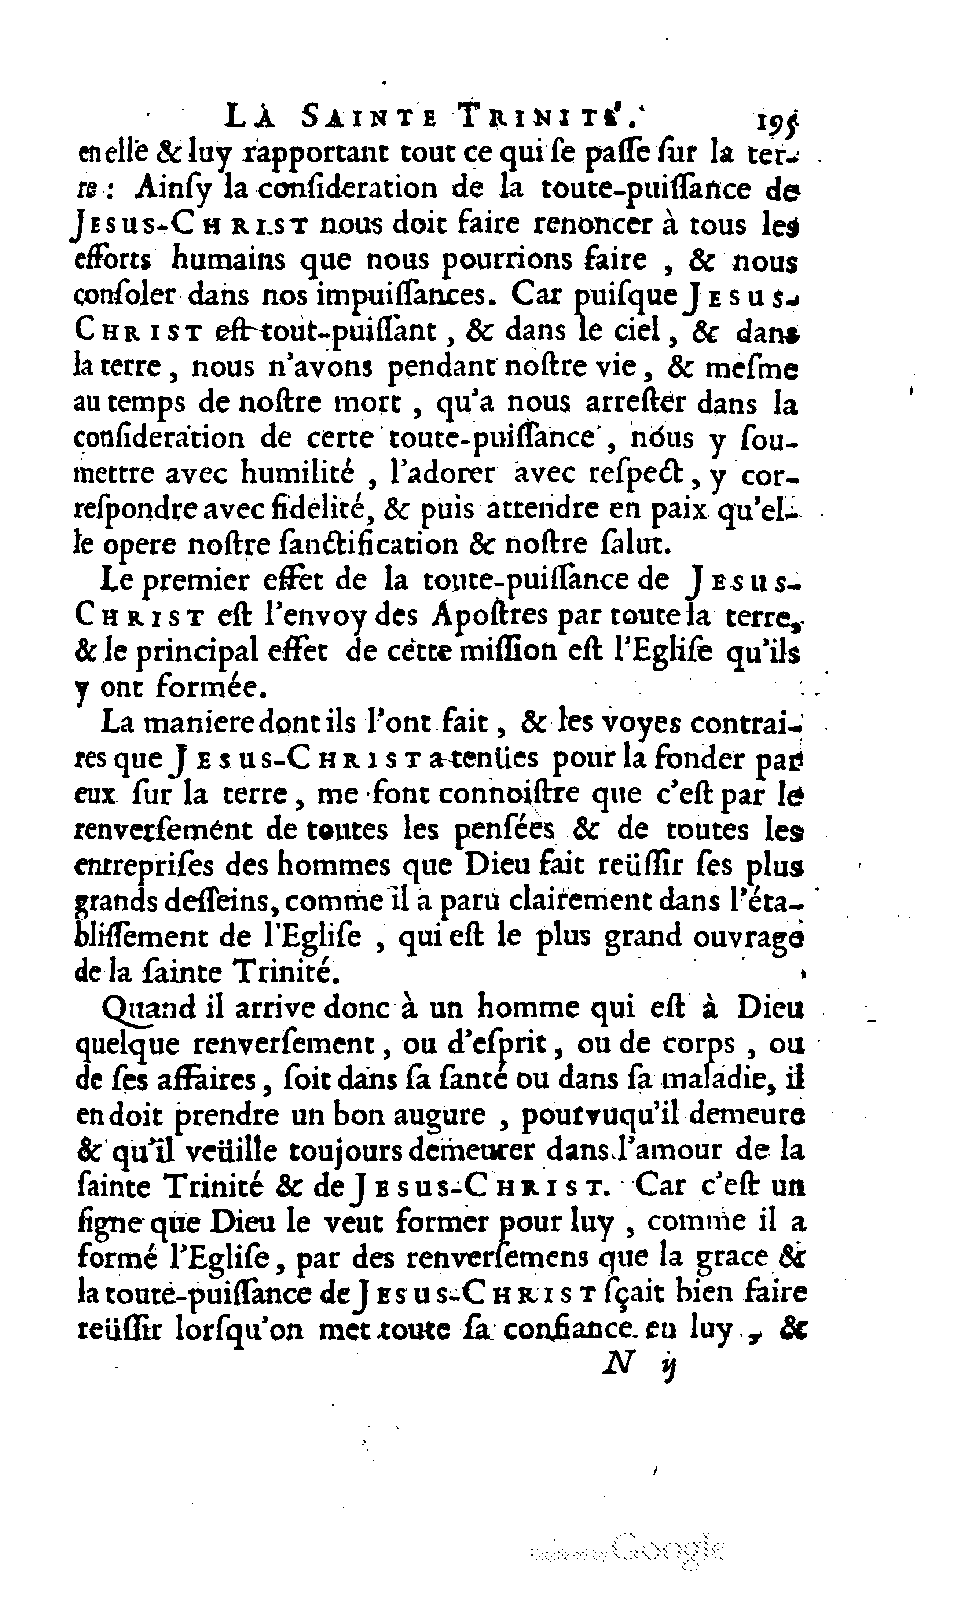 LA SAINTE TRINITÉ. 195
en elle & luy rapportant tout ce qui ſe paſſe ſur la ter-
re : Ainſy la conſideration de la toute-puiſſance de
JESUS-CHRIST nous doit faire renoncer à tous les
efforts humains que nous pourrions faire , & nous
conſoler dans nos impuiſſances. Car puiſque JESUS-
CHRIST eſt tout-puiſſant , & dans le ciel , & dans
la terre , nous n'avons pendant noſtre vie , & meſme
au temps de noſtre mort , qu'a nous arreſter dans la
conſideration de cette toute-puiſſance , nous y ſou-
mettre avec humilité , l'adorer avec reſpect , y cor-
reſpondre avec fidelité, & puis attendre en paix qu'el-
le opere noſtre ſanctification & noſtre ſalut.
Le premier effet de la toute-puiſſance de JESUS-
CHRIST eſt l'envoy des Apoſtres par toute la terre,
& le principal effet de cette miſſion eſt l'Egliſe qu'ils
y ont formée.
La maniere dont ils l'ont fait , & les voyes contrai-
res que JESUS-CHRIST a tenües pour la fonder par
eux ſur la terre , me font connoiſtre que c'eſt par le
renverſement de toutes les penſées & de toutes les
entrepriſes des hommes que Dieu fait reüſſir ſes plus
grands deſſeins, comme il a paru clairement dans l'éta-
bliſſement de l'Egliſe , qui eſt le plus grand ouvrage
de la ſainte Trinité.
Quand il arrive donc à un homme qui eſt à Dieu
quelque renverſement , ou d'eſprit , ou de corps , ou
de ſes affaires , ſoit dans ſa ſanté ou dans ſa maladie, il
en doit prendre un bon augure , pourvuqu'il demeure
& qu'il veüille toujours demeurer dans l'amour de la
ſainte Trinité & de JESUS-CHRIST. Car c'eſt un
ſigne que Dieu le veut former pour luy , comme il a
formé l'Egliſe , par des renverſemens que la grace &
la toute-puiſſance de JESUS-CHRIST ſçait bien faire
reüſſir lorſqu'on met toute ſa confiance en luy , &
N ij
Google